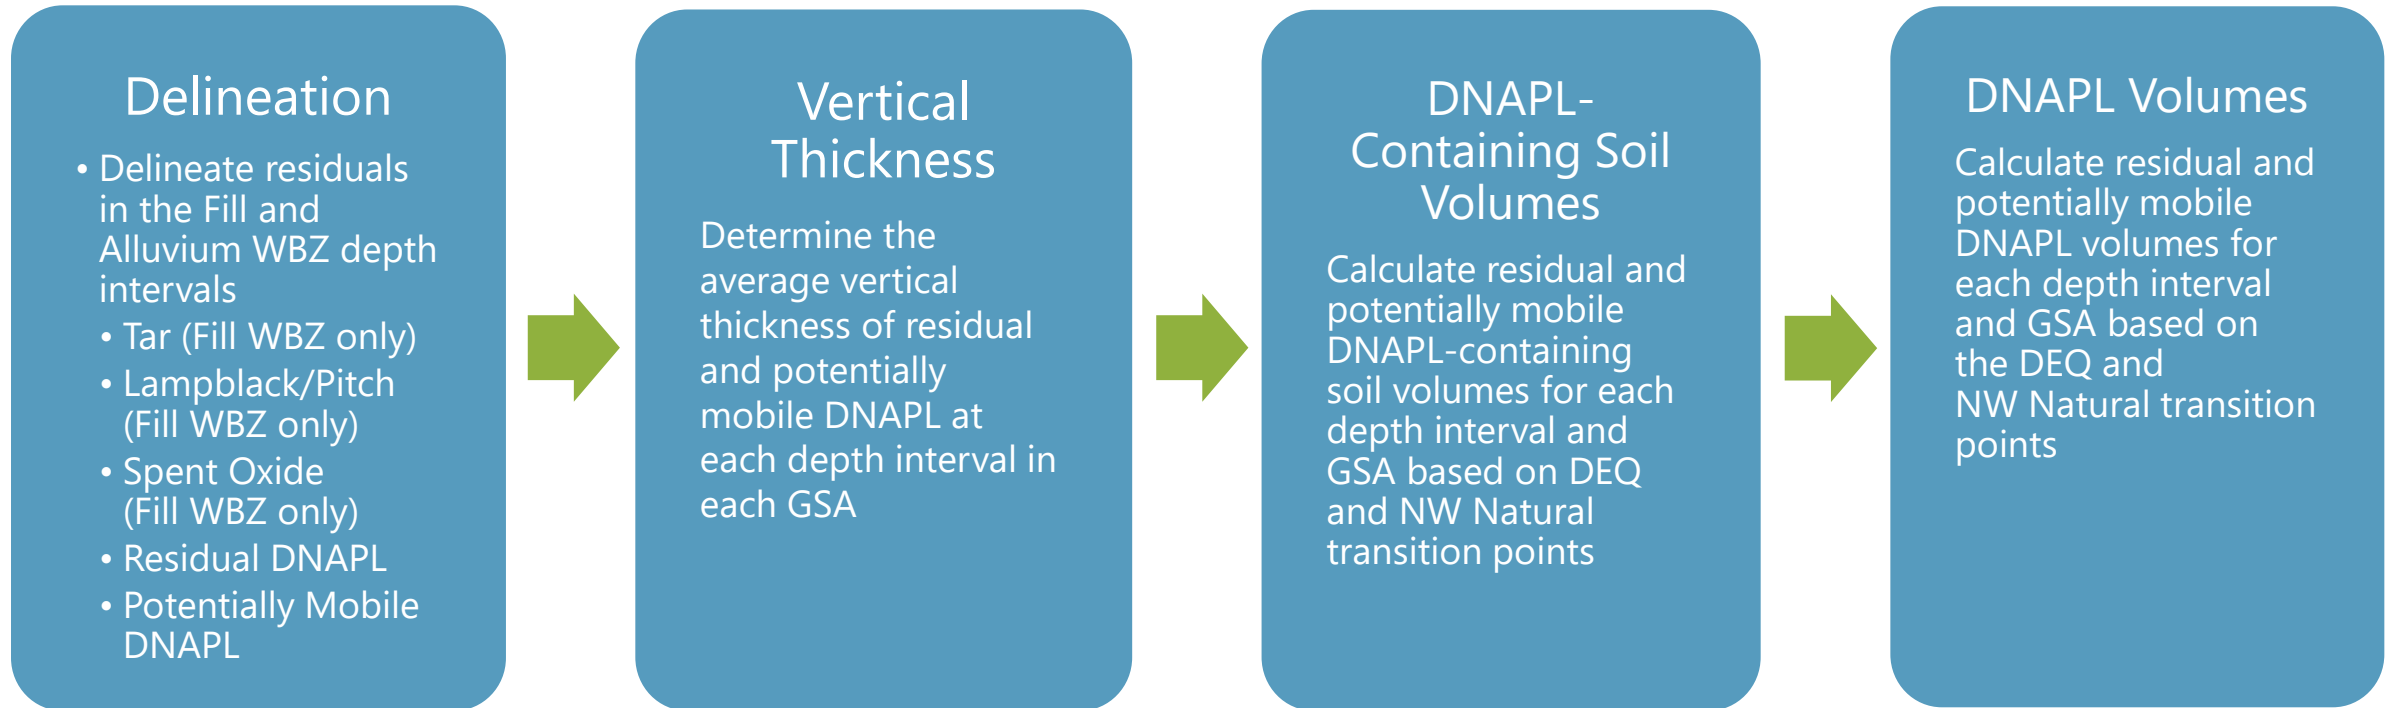 Delineation
• Delineate residuals
in the Fill and
Alluvium WBZ depth
intervals
• Tar (Fill WBZ only)
• Lampblack/Pitch
(Fill WBZ only)
• Spent Oxide
(Fill WBZ only)
• Residual DNAPL
• Potentially Mobile
DNAPL
Vertical
Thickness
Determine the
average vertical
thickness of residual
and potentially
mobile DNAPL at
each depth interval in
each GSA
DNAPL-
Containing Soil
Volumes
Calculate residual and
potentially mobile
DNAPL-containing
soil volumes for each
depth interval and
GSA based on DEQ
and NW Natural
transition points
DNAPL Volumes
Calculate residual and
potentially mobile
DNAPL volumes for
each depth interval
and GSA based on
the DEQ and
NW Natural transition
points